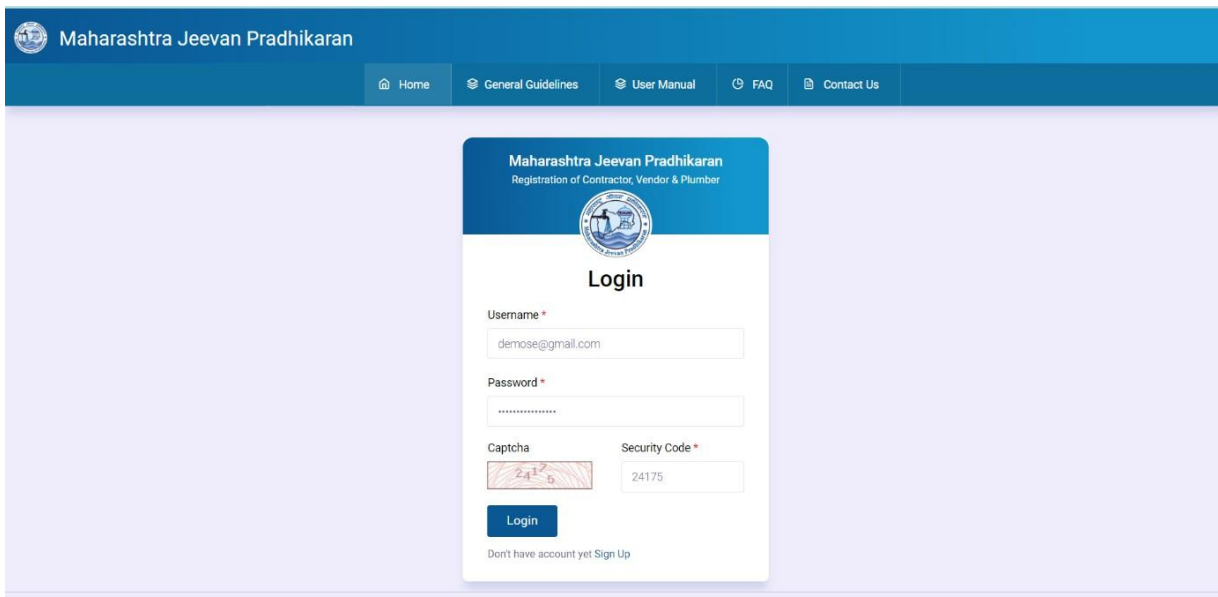 Maharashtra Jeevan Pradhikaran
Home General Guidelines User Manual FAQ Contact Us
Maharashtra Jeevan Pradhikaran
Registration of Contractor, Vendor & Plumber
Login
Username *
demose@gmail.com
Password *
••••••••••••••••
Captcha Security Code *
24175 24175
Login
Don't have account yet Sign Up